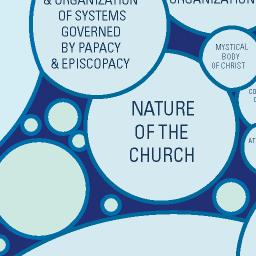 & ORGANIZATION
OF SYSTEMS
GOVERNED
BY PAPACY
& EPISCOPACY
ORGANIZATION
MYSTICAL
BODY
OF CHRIST
NATURE
OF THE
CHURCH